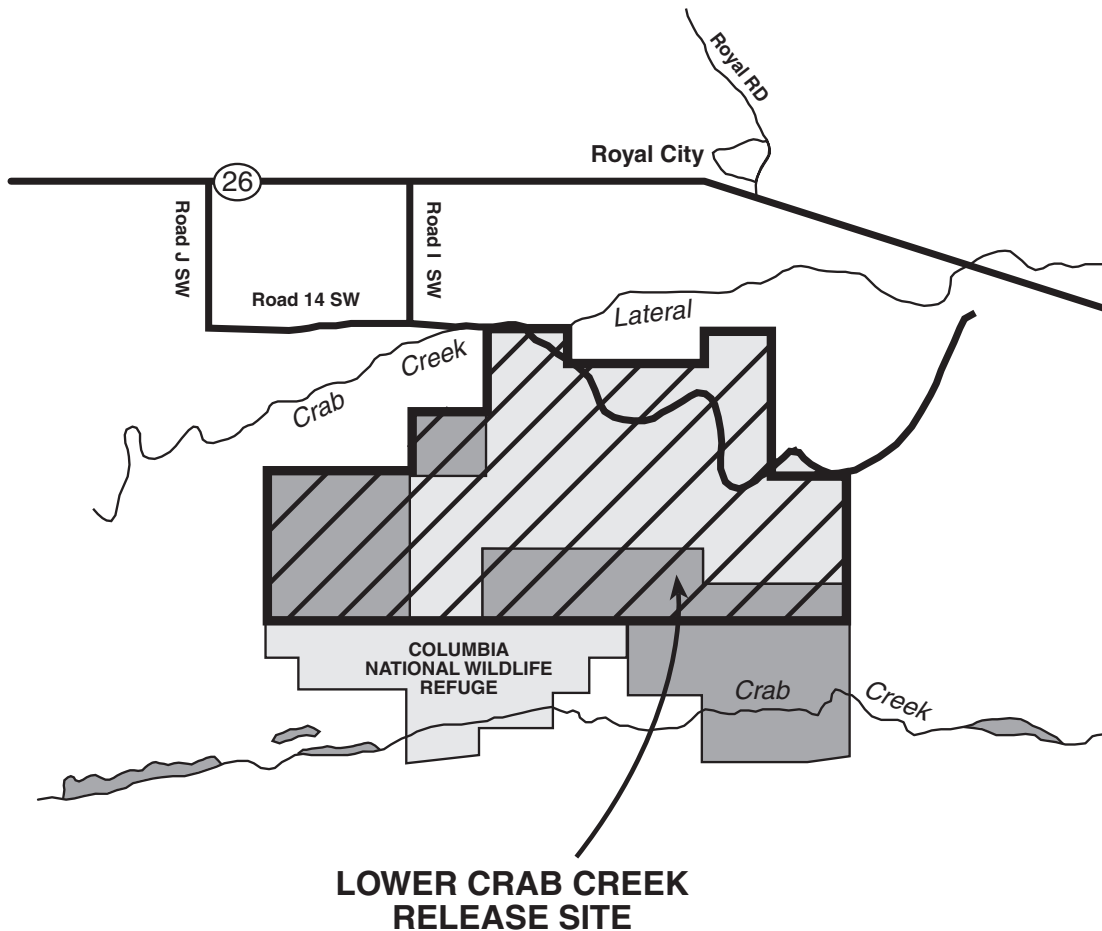 Royal RD
Royal City
26
Road J SW
Road I SW
Road 14 SW
Lateral
Creek
Crab
COLUMBIA
NATIONAL WILDLIFE
REFUGE
Crab
Creek
LOWER CRAB CREEK
RELEASE SITE